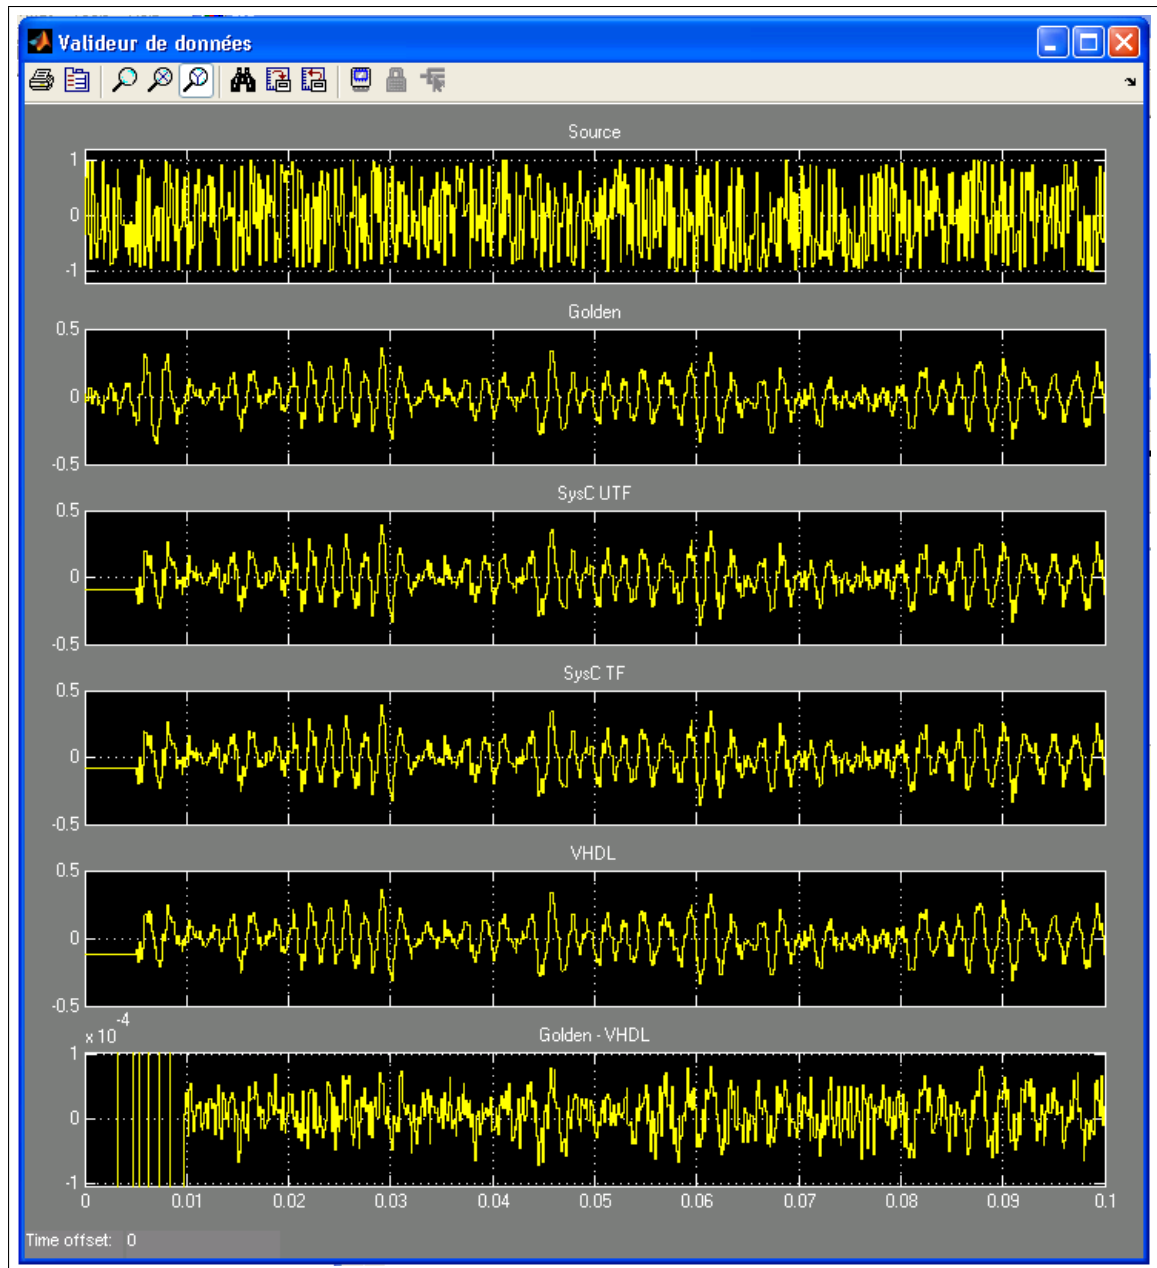 Valideur de données
Source
1
0
-1
Golden
0.5
0
-0.5
SysC UTF
0.5
0
-0.5
SysC TF
0.5
0
-0.5
VHDL
0.5
0
-0.5
x 10^-4
Golden - VHDL
1
0
-1
0 0.01 0.02 0.03 0.04 0.05 0.06 0.07 0.08 0.09 0.1
Time offset: 0